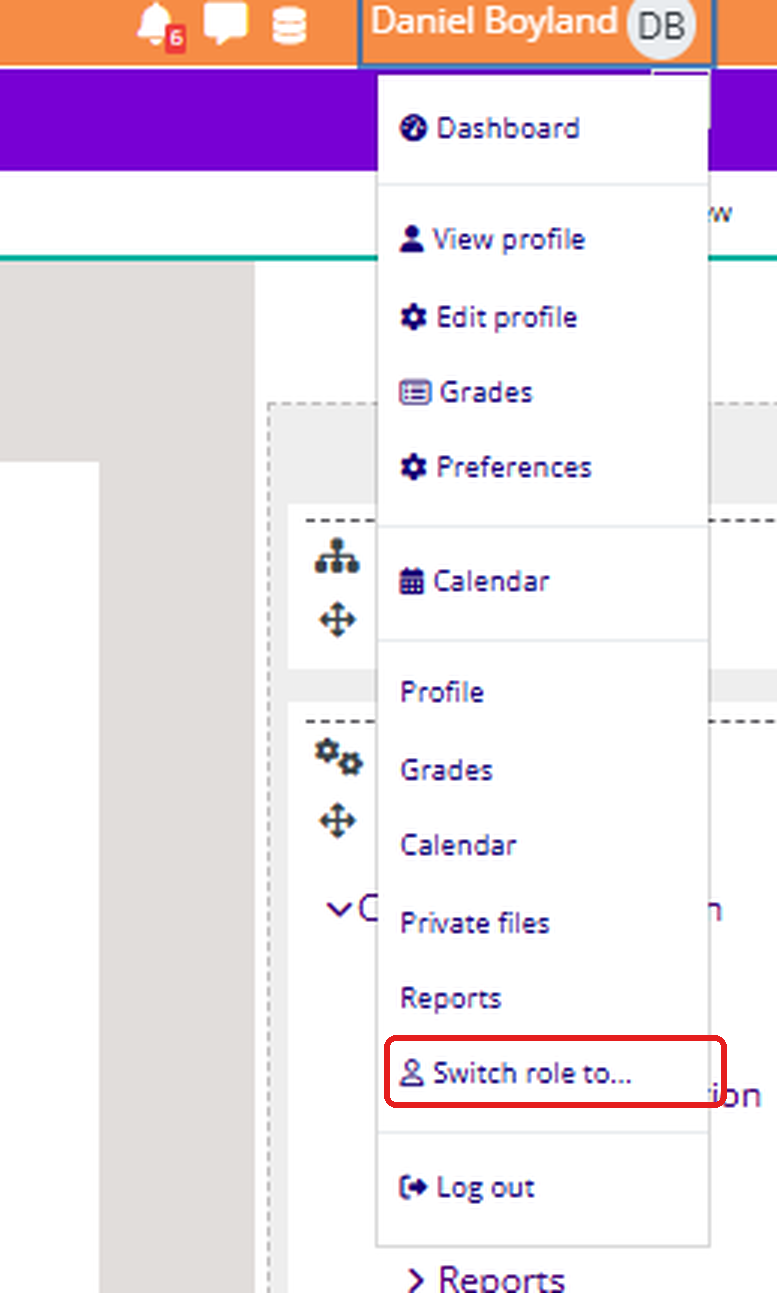 6
Daniel Boyland DB
Dashboard
View profile
Edit profile
Grades
Preferences
Calendar
Profile
Grades
Calendar
Private files
Reports
Switch role to...
Log out
Reports